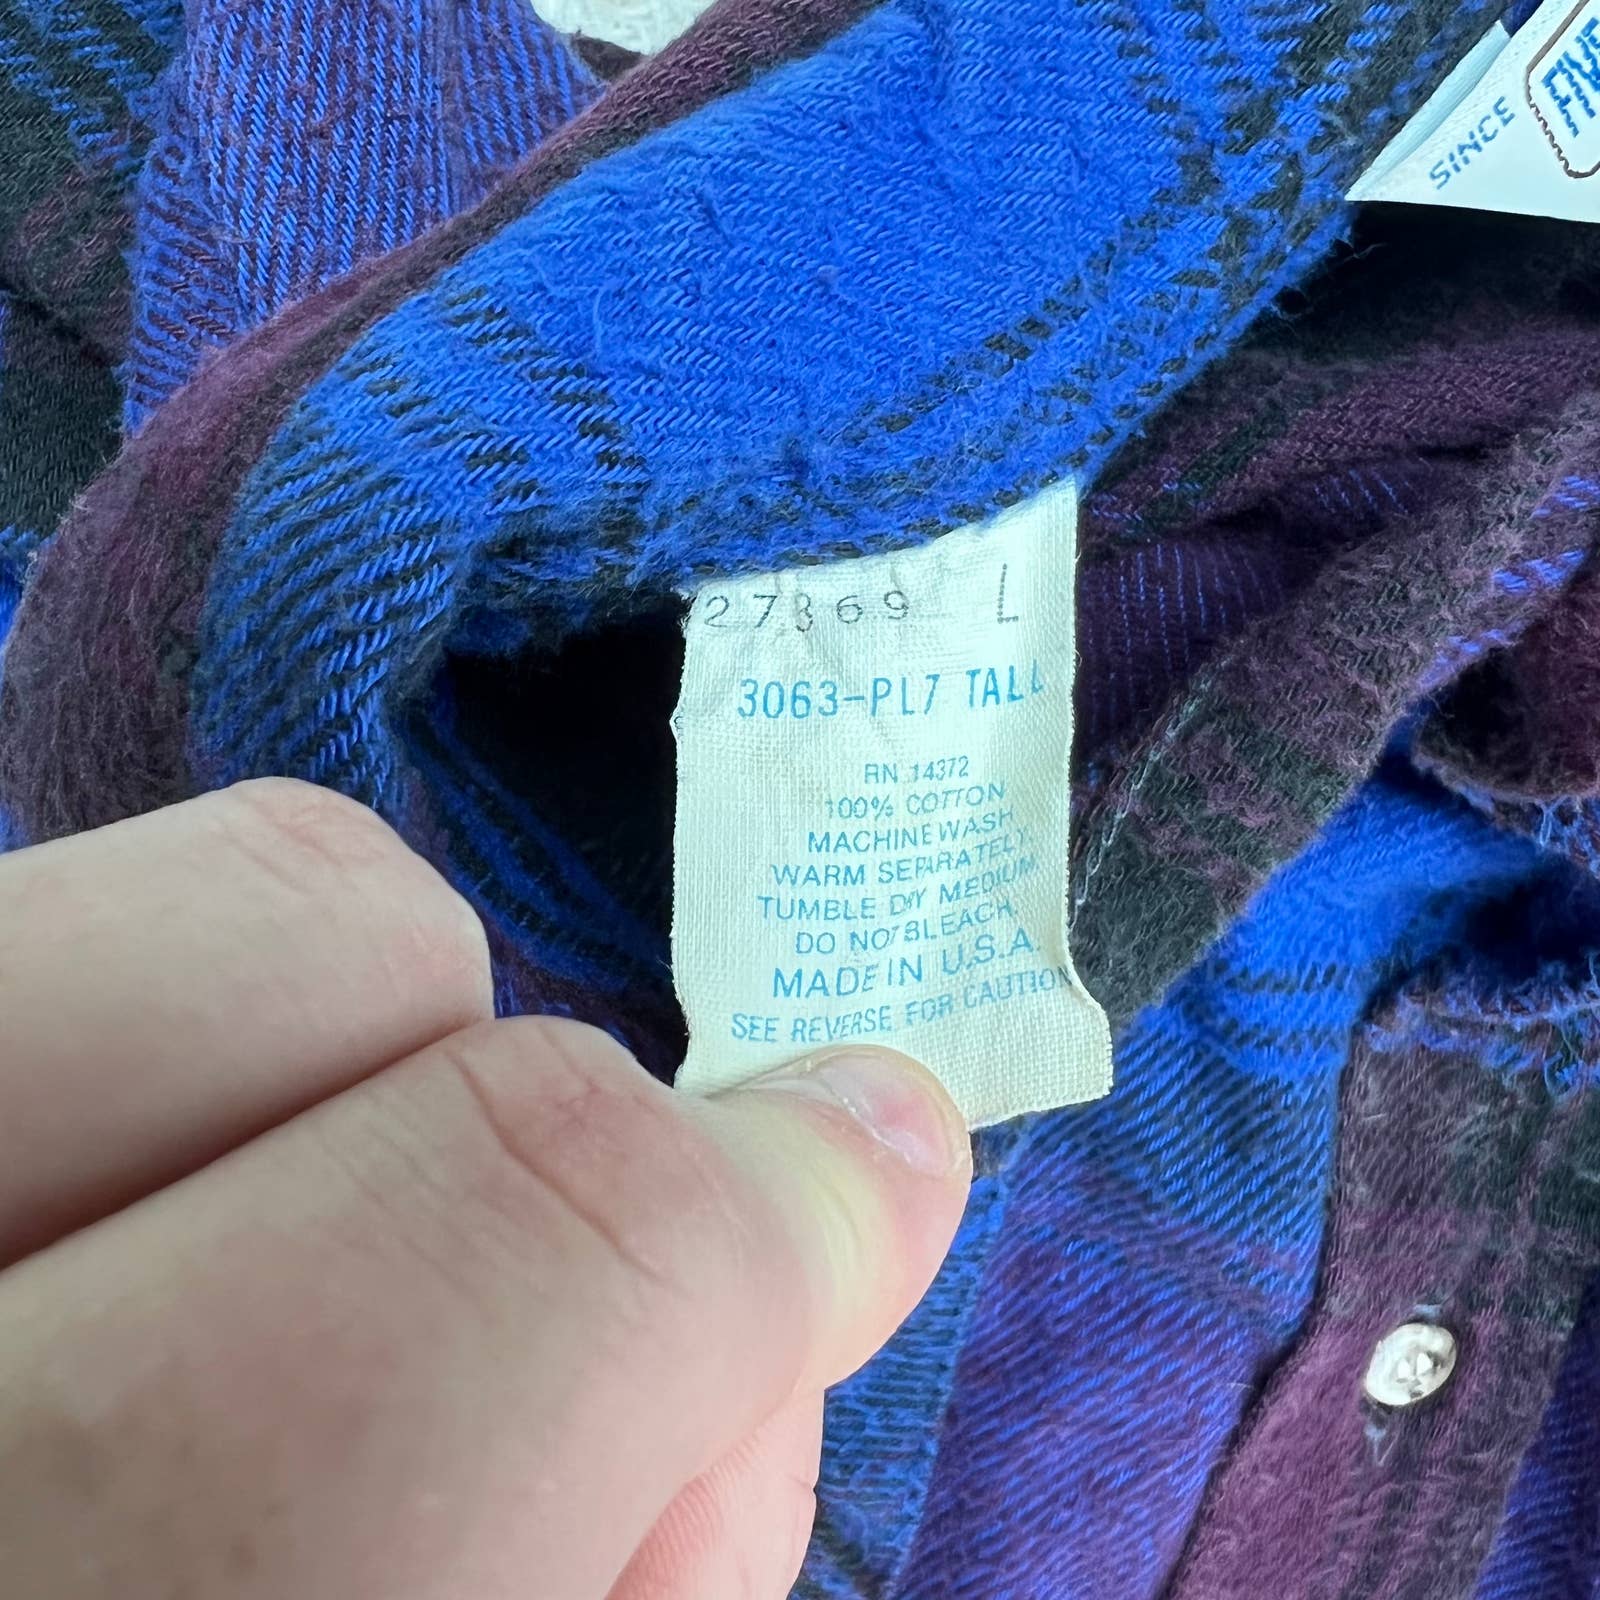 SINCE
27369 L
3063-PL7 TALL
RN 14372
100% COTTON
MACHINE WASH
WARM SEPARATELY
TUMBLE DRY MEDIUM
DO NOT BLEACH
MADE IN U.S.A.
SEE REVERSE FOR CAUTION